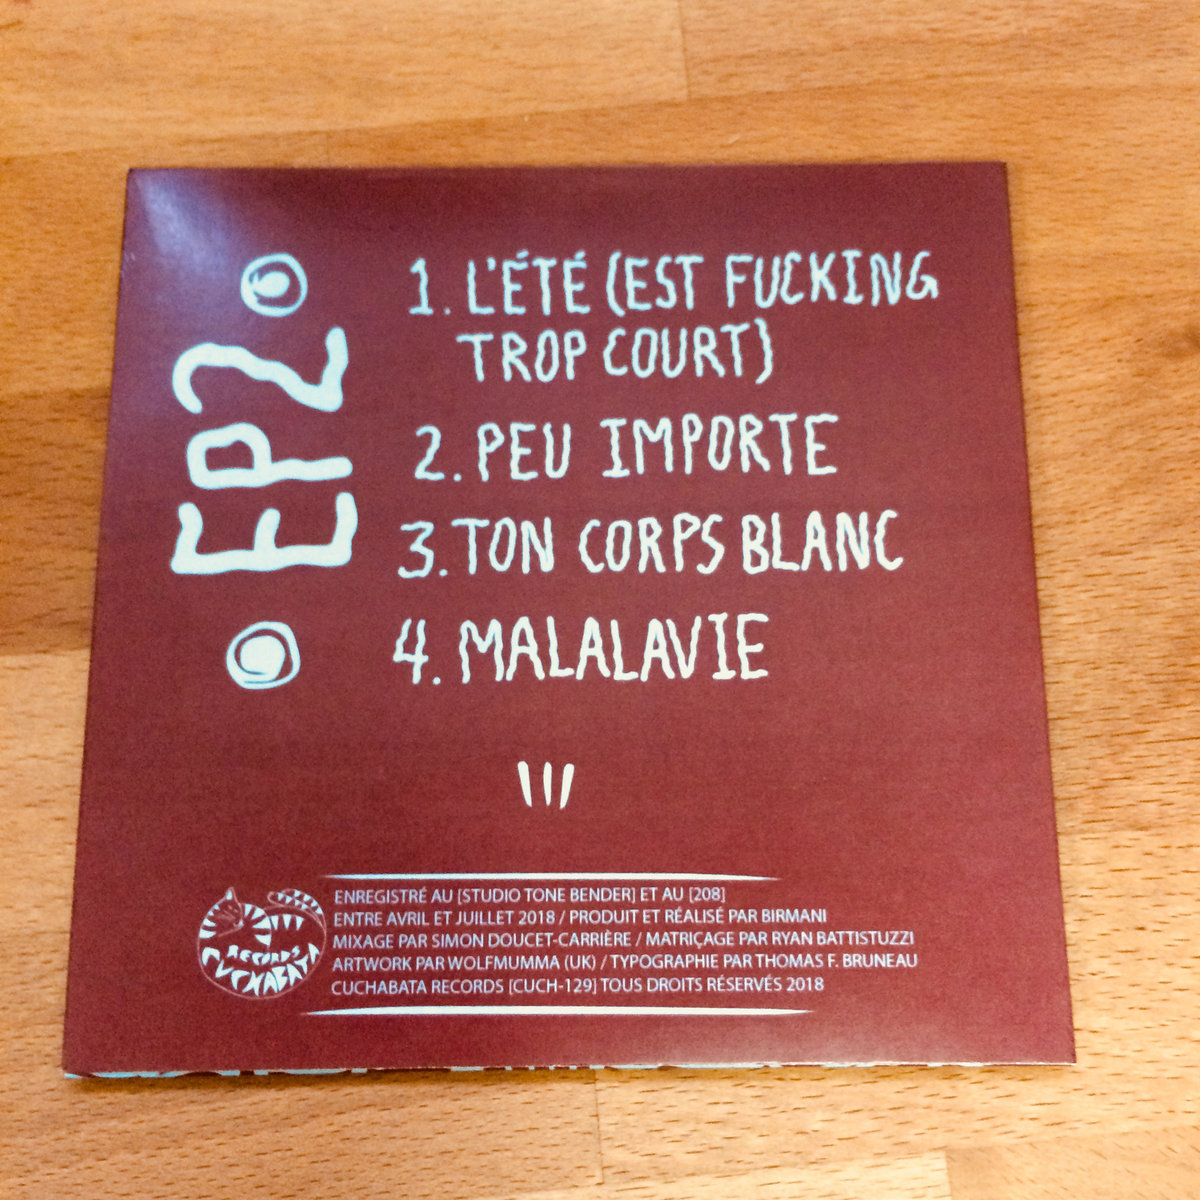 EP2
1. L'ÉTÉ (EST FUCKING
TROP COURT)
2. PEU IMPORTE
3. TON CORPS BLANC
4. MALALAVIE
ENREGISTRÉ AU [STUDIO TONE BENDER] ET AU [208]
ENTRE AVRIL ET JUILLET 2018 / PRODUIT ET RÉALISÉ PAR BIRMANI
MIXAGE PAR SIMON DOUCET-CARRIÈRE / MATRIÇAGE PAR RYAN BATTISTUZZI
ARTWORK PAR WOLFMUMMA (UK) / TYPOGRAPHIE PAR THOMAS F. BRUNEAU
CUCHABATA RECORDS [CUCH-129] TOUS DROITS RÉSERVÉS 2018
RECORDS
CUCHABATA